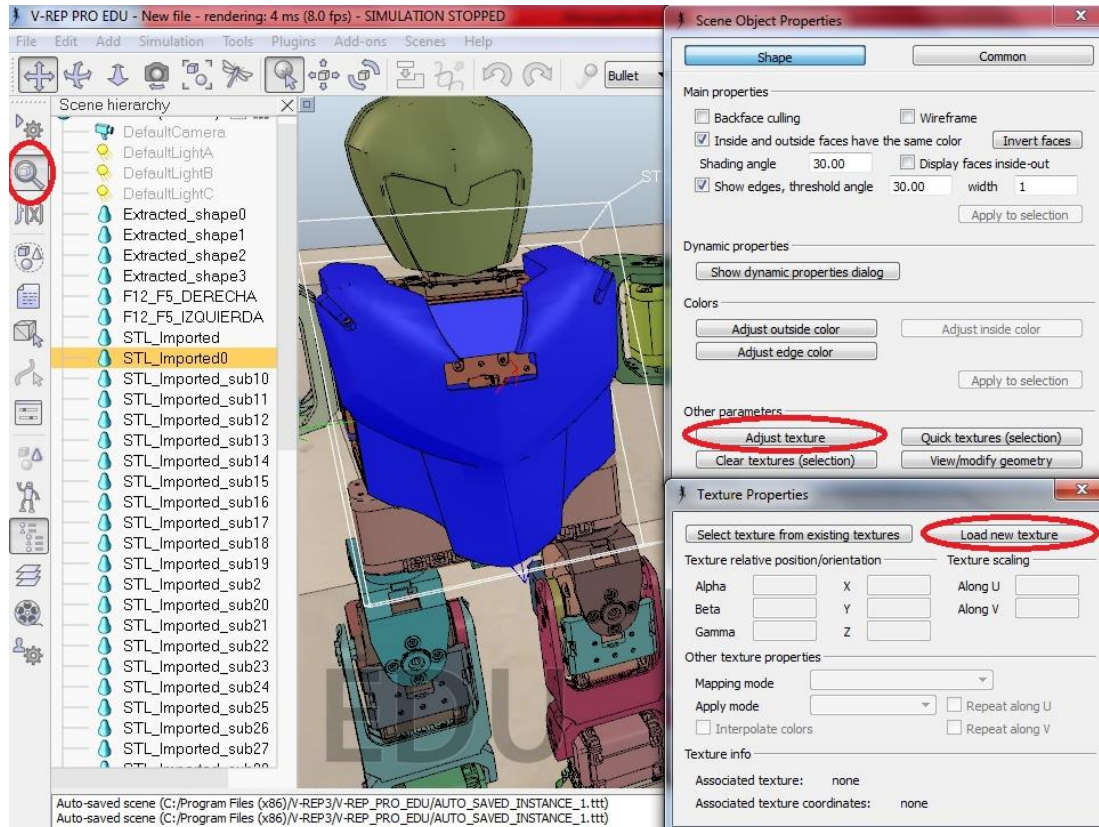 V-REP PRO EDU - New file - rendering: 4 ms (8.0 fps) - SIMULATION STOPPED
File Edit Add Simulation Tools Plugins Add-ons Scenes Help
Bullet
Scene hierarchy
DefaultCamera
DefaultLightA
DefaultLightB
DefaultLightC
Extracted_shape0
Extracted_shape1
Extracted_shape2
Extracted_shape3
F12_F5_DERECHA
F12_F5_IZQUIERDA
STL_Imported
STL_Imported0
STL_Imported_sub10
STL_Imported_sub11
STL_Imported_sub12
STL_Imported_sub13
STL_Imported_sub14
STL_Imported_sub15
STL_Imported_sub16
STL_Imported_sub17
STL_Imported_sub18
STL_Imported_sub19
STL_Imported_sub2
STL_Imported_sub20
STL_Imported_sub21
STL_Imported_sub22
STL_Imported_sub23
STL_Imported_sub24
STL_Imported_sub25
STL_Imported_sub26
STL_Imported_sub27
f(x)
ST
EDU
Auto-saved scene (C:/Program Files (x86)/V-REP3/V-REP_PRO_EDU/AUTO_SAVED_INSTANCE_1.ttt)
Auto-saved scene (C:/Program Files (x86)/V-REP3/V-REP_PRO_EDU/AUTO_SAVED_INSTANCE_1.ttt)
Scene Object Properties
Shape Common
Main properties
Backface culling Wireframe
Inside and outside faces have the same color Invert faces
Shading angle 30.00 Display faces inside-out
Show edges, threshold angle 30.00 width 1
Apply to selection
Dynamic properties
Show dynamic properties dialog
Colors
Adjust outside color Adjust inside color
Adjust edge color
Apply to selection
Other parameters
Adjust texture Quick textures (selection)
Clear textures (selection) View/modify geometry
Texture Properties
Select texture from existing textures Load new texture
Texture relative position/orientation Texture scaling
Alpha X Along U
Beta Y Along V
Gamma Z
Other texture properties
Mapping mode
Apply mode Repeat along U
Interpolate colors Repeat along V
Texture info
Associated texture: none
Associated texture coordinates: none